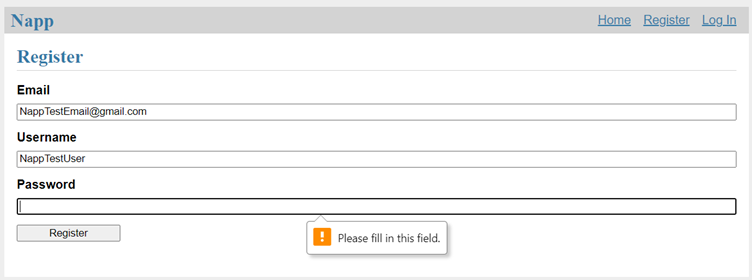 Napp Home Register Log In
Register
Email
NappTestEmail@gmail.com
Username
NappTestUser
Password
Register
Please fill in this field.